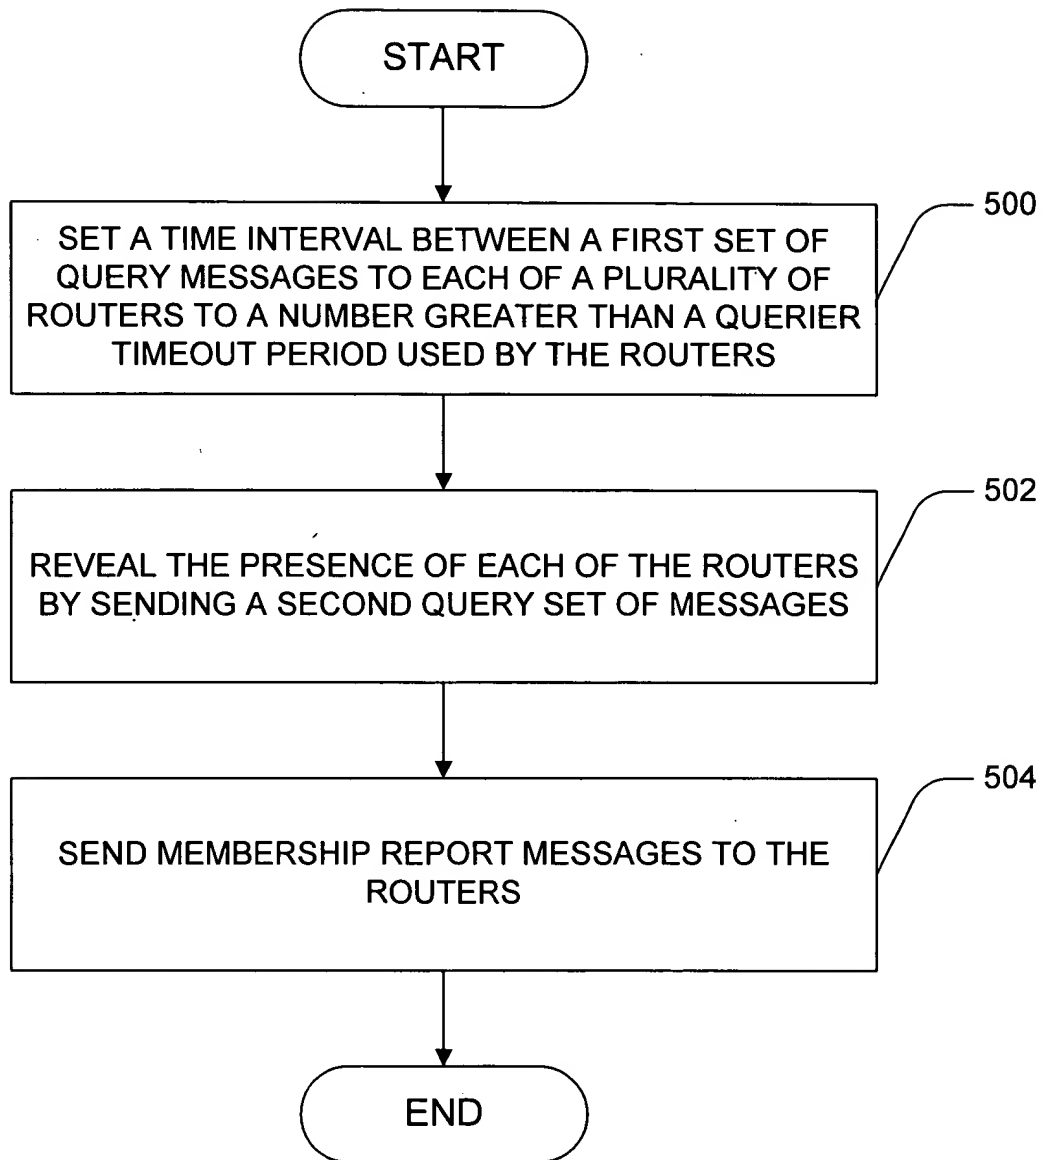 START
500
SET A TIME INTERVAL BETWEEN A FIRST SET OF
QUERY MESSAGES TO EACH OF A PLURALITY OF
ROUTERS TO A NUMBER GREATER THAN A QUERIER
TIMEOUT PERIOD USED BY THE ROUTERS
502
REVEAL THE PRESENCE OF EACH OF THE ROUTERS
BY SENDING A SECOND QUERY SET OF MESSAGES
504
SEND MEMBERSHIP REPORT MESSAGES TO THE
ROUTERS
END